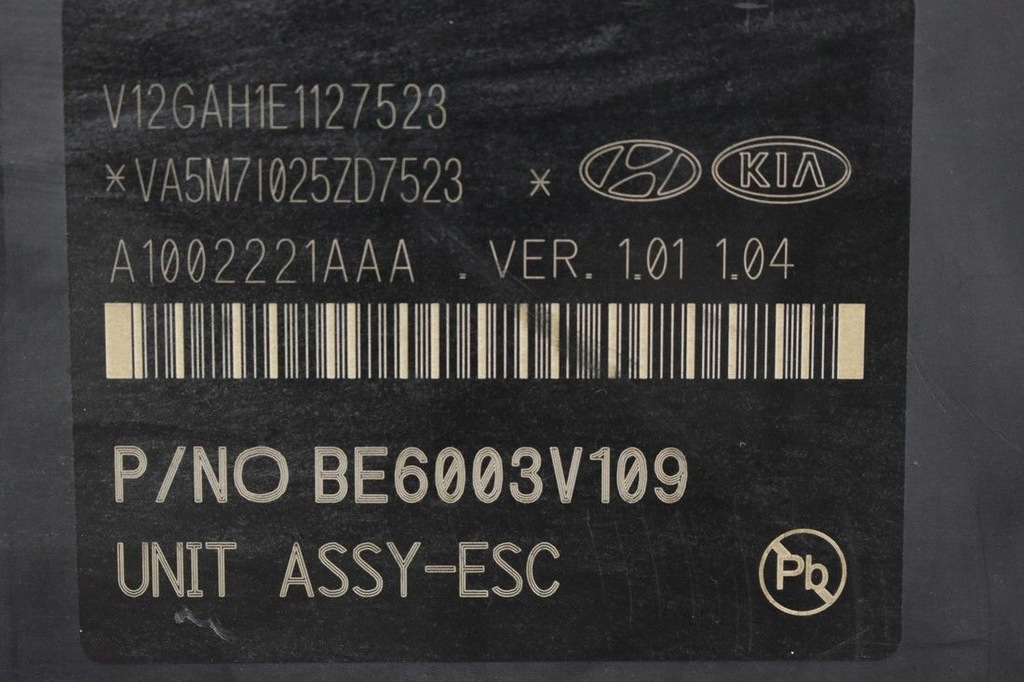 V12GAH1E1127523
*VA5M7I025ZD7523 *
KIA
A1002221AAA . VER. 1.01 1.04
P/NO BE6003V109
UNIT ASSY-ESC
Pb